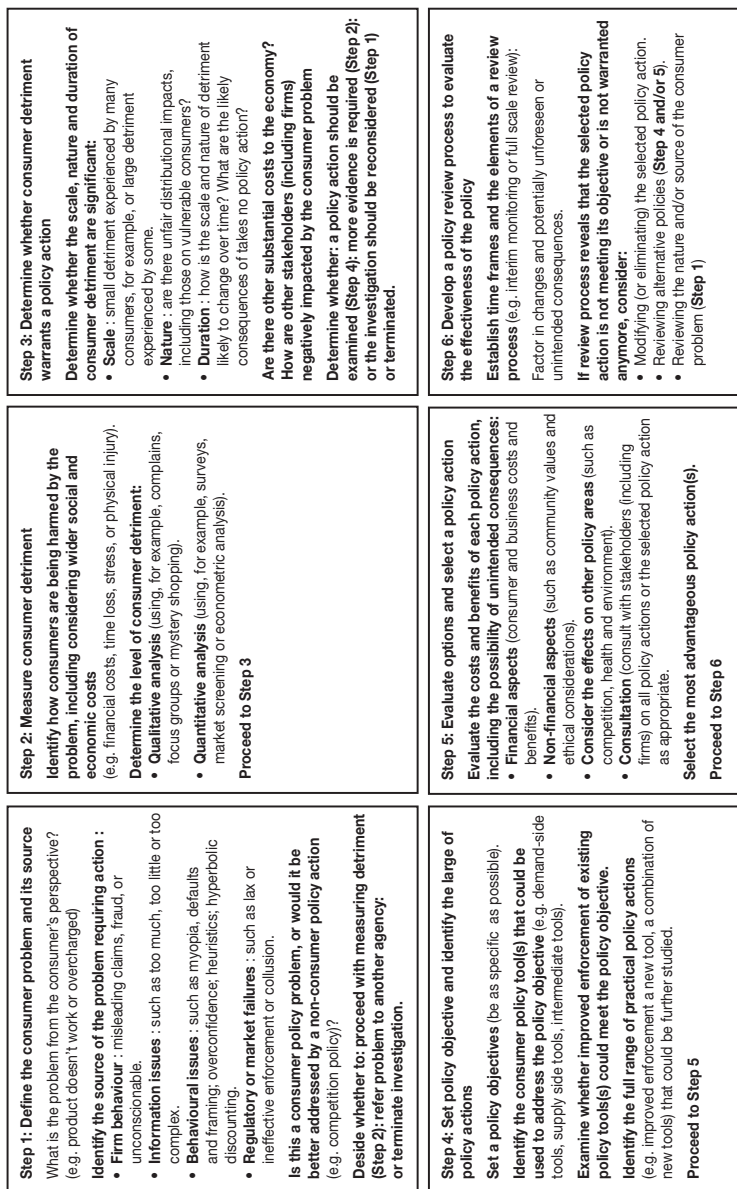 Step 1: Define the consumer problem and its source
What is the problem from the consumer's perspective?
(e.g. product doesn't work or overcharged)
Identify the source of the problem requiring action :
• Firm behaviour : misleading claims, fraud, or
unconscionable.
• Information issues : such as too much, too little or too
complex.
• Behavioural issues : such as myopia, defaults
and framing; overconfidence; heuristics; hyperbolic
discounting.
• Regulatory or market failures : such as lax or
ineffective enforcement or collusion.
Is this a consumer policy problem, or would it be
better addressed by a non-consumer policy action
(e.g. competition policy)?
Deside whether to: proceed with measuring detriment
(Step 2): refer problem to another agency:
or terminate investigation.
Step 2: Measure consumer detriment
Identify how consumers are being harmed by the
problem, including considering wider social and
economic costs
(e.g. financial costs, time loss, stress, or physical injury).
Determine the level of consumer detriment:
• Qualitative analysis (using, for example, complains,
focus groups or mystery shopping).
• Quantitative analysis (using, for example, surveys,
market screening or econometric analysis).
Proceed to Step 3
Step 3: Determine whether consumer detriment
warrants a policy action
Determine whether the scale, nature and duration of
consumer detriment are significant:
• Scale : small detriment experienced by many
consumers, for example, or large detriment
experienced by some.
• Nature : are there unfair distributional impacts,
including those on vulnerable consumers?
• Duration : how is the scale and nature of detriment
likely to change over time? What are the likely
consequences of takes no policy action?
Are there other substantial costs to the economy?
How are other stakeholders (including firms)
negatively impacted by the consumer problem
Determine whether: a policy action should be
examined (Step 4): more evidence is required (Step 2):
or the investigation should be reconsidered (Step 1)
or terminated.
Step 4: Set policy objective and identify the large of
policy actions
Set a policy objectives (be as specific as possible).
Identify the consumer policy tool(s) that could be
used to address the policy objective (e.g. demand-side
tools, supply side tools, intermediate tools).
Examine whether improved enforcement of existing
policy tools(s) could meet the policy objective.
Identify the full range of practical policy actions
(e.g. improved enforcement a new tool, a combination of
new tools) that could be further studied.
Proceed to Step 5
Step 5: Evaluate options and select a policy action
Evaluate the costs and benefits of each policy action,
including the possibility of unintended consequences:
• Financial aspects (consumer and business costs and
benefits).
• Non-financial aspects (such as community values and
ethical considerations).
• Consider the effects on other policy areas (such as
competition, health and environment).
• Consultation (consult with stakeholders (including
firms) on all policy actions or the selected policy action
as appropriate.
Select the most advantageous policy action(s).
Proceed to Step 6
Step 6: Develop a policy review process to evaluate
the effectiveness of the policy
Establish time frames and the elements of a review
process (e.g. interim monitoring or full scale review):
Factor in changes and potentially unforeseen or
unintended consequences.
If review process reveals that the selected policy
action is not meeting its objective or is not warranted
anymore, consider:
• Modifying (or eliminating) the selected policy action.
• Reviewing alternative policies (Step 4 and/or 5).
• Reviewing the nature and/or source of the consumer
problem (Step 1)